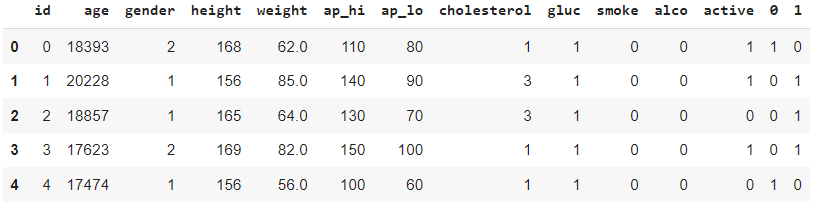 id age gender height weight ap_hi ap_lo cholesterol gluc smoke alco active 0 1
0 0 18393 2 168 62.0 110 80 1 1 0 0 1 1 0
1 1 20228 1 156 85.0 140 90 3 1 0 0 1 0 1
2 2 18857 1 165 64.0 130 70 3 1 0 0 0 0 1
3 3 17623 2 169 82.0 150 100 1 1 0 0 1 0 1
4 4 17474 1 156 56.0 100 60 1 1 0 0 0 1 0